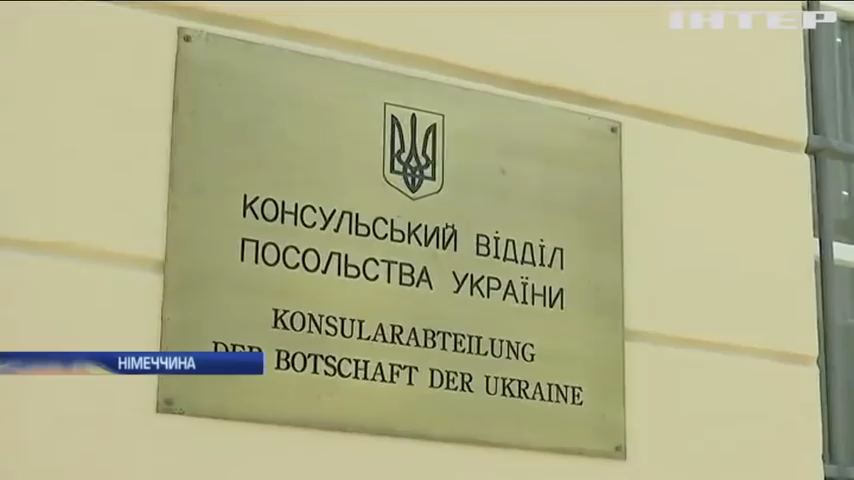 ІНТЕР
КОНСУЛЬСЬКИЙ ВІДДІЛ
ПОСОЛЬСТВА УКРАЇНИ
KONSULARABTEILUNG
DER BOTSCHAFT DER UKRAINE
НІМЕЧЧИНА